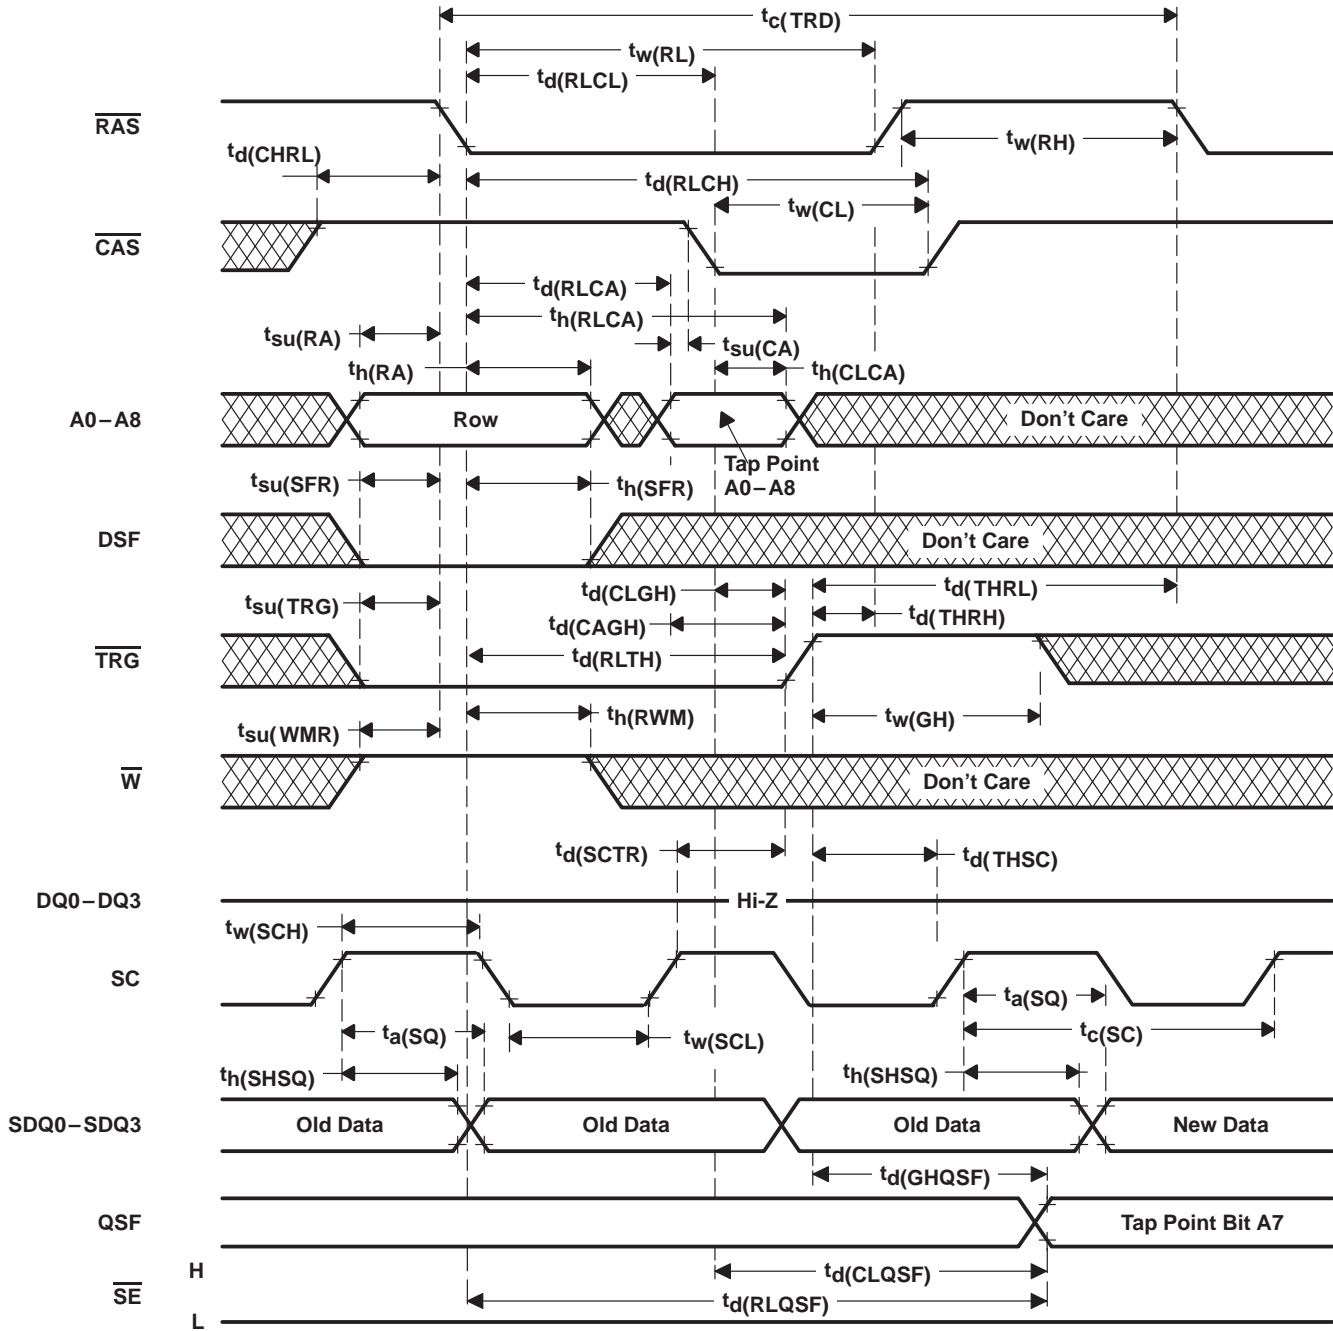 tc(TRD)
tw(RL)
td(RLCL)
RAS
tw(RH)
td(CHRL)
td(RLCH)
tw(CL)
CAS
td(RLCA)
th(RLCA)
tsu(RA)
tsu(CA)
th(RA)
th(CLCA)
A0–A8
Row
Don't Care
Tap Point
A0–A8
tsu(SFR)
th(SFR)
DSF
Don't Care
td(CLGH)
td(THRL)
tsu(TRG)
td(CAGH)
td(THRH)
TRG
td(RLTH)
tsu(WMR)
th(RWM)
tw(GH)
W
Don't Care
td(SCTR)
td(THSC)
DQ0–DQ3
Hi-Z
tw(SCH)
SC
ta(SQ)
ta(SQ)
tw(SCL)
tc(SC)
th(SHSQ)
th(SHSQ)
SDQ0–SDQ3
Old Data
Old Data
Old Data
New Data
td(GHQSF)
QSF
Tap Point Bit A7
H
td(CLQSF)
SE
td(RLQSF)
L